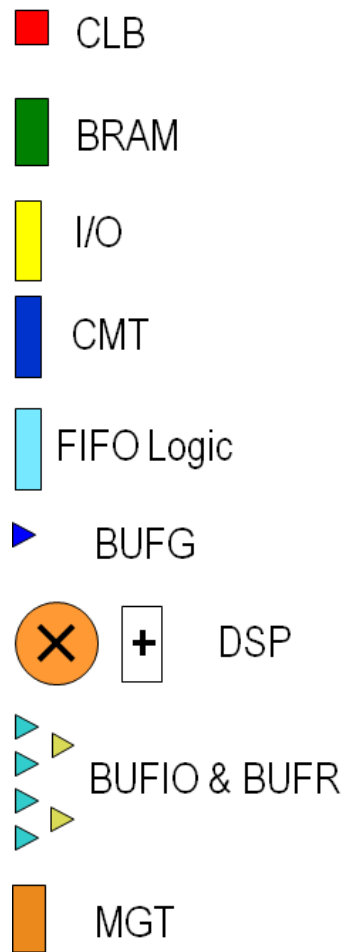 CLB
BRAM
I/O
CMT
FIFO Logic
BUFG
× + DSP
BUFIO & BUFR
MGT